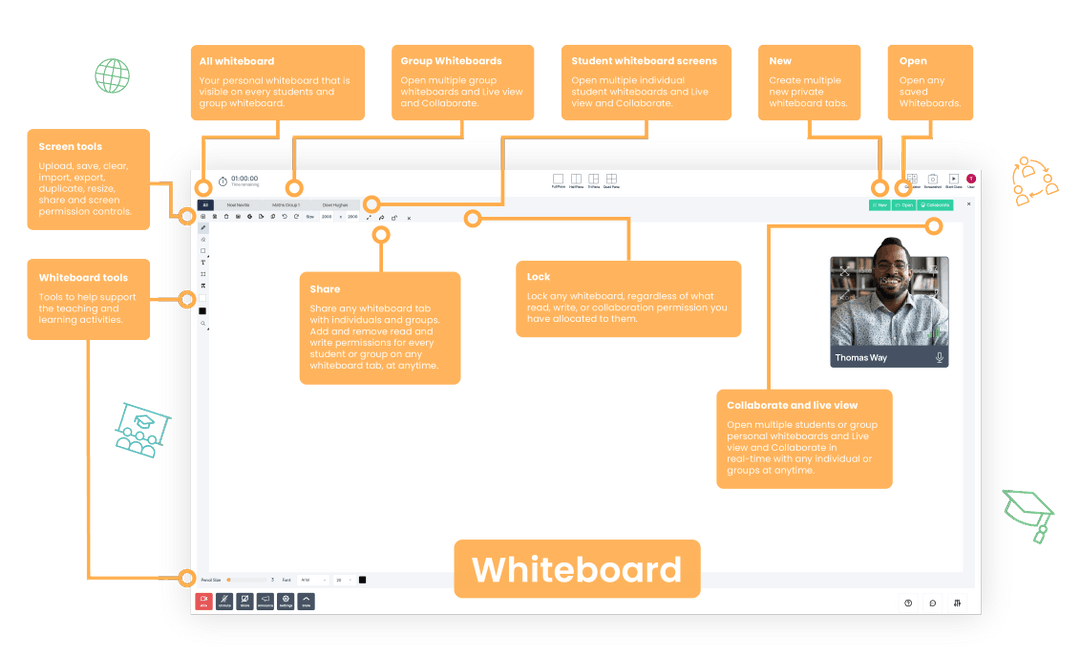 All whiteboard
Your personal whiteboard that is
visible on every students and
group whiteboard.
Group Whiteboards
Open multiple group
whiteboards and Live view
and Collaborate.
Student whiteboard screens
Open multiple individual
student whiteboards and Live
view and Collaborate.
New
Create multiple
new private
whiteboard tabs.
Open
Open any
saved
Whiteboards.
Screen tools
Upload, save, clear,
import, export,
duplicate, resize,
share and screen
permission controls.
Whiteboard tools
Tools to help support
the teaching and
learning activities.
01:00:00
Time remaining
All
Maths Group 1
Dave Hughes
Size
2000 x 2000
New
Open
Collaborate
Share
Share any whiteboard tab
with individuals and groups.
Add and remove read and
write permissions for every
student or group on any
whiteboard tab, at anytime.
Lock
Lock any whiteboard, regardless of what
read, write, or collaboration permission you
have allocated to them.
Thomas Way
Collaborate and live view
Open multiple students or group
personal whiteboards and Live
view and Collaborate in
real-time with any individual or
groups at anytime.
Whiteboard
Pencil Size
Font
Settings